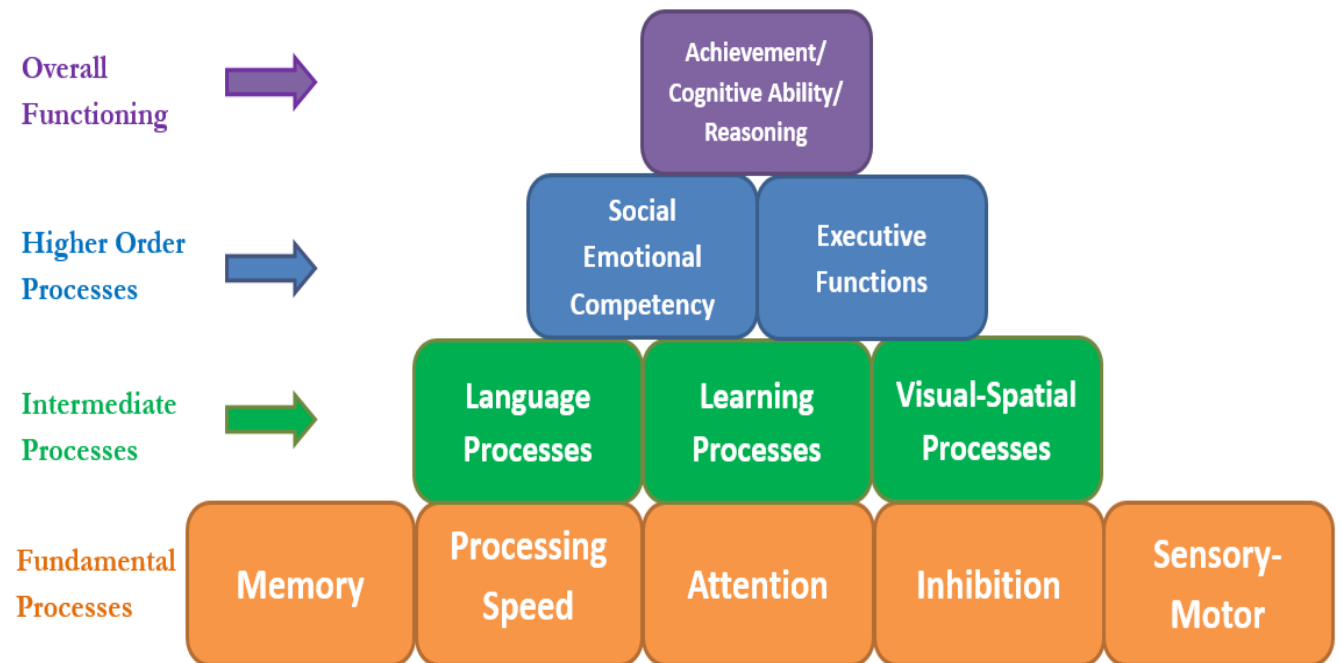 Overall
Functioning
Achievement/
Cognitive Ability/
Reasoning
Higher Order
Processes
Social
Emotional
Competency
Executive
Functions
Intermediate
Processes
Language
Processes
Learning
Processes
Visual-Spatial
Processes
Fundamental
Processes
Memory
Processing
Speed
Attention
Inhibition
Sensory-
Motor